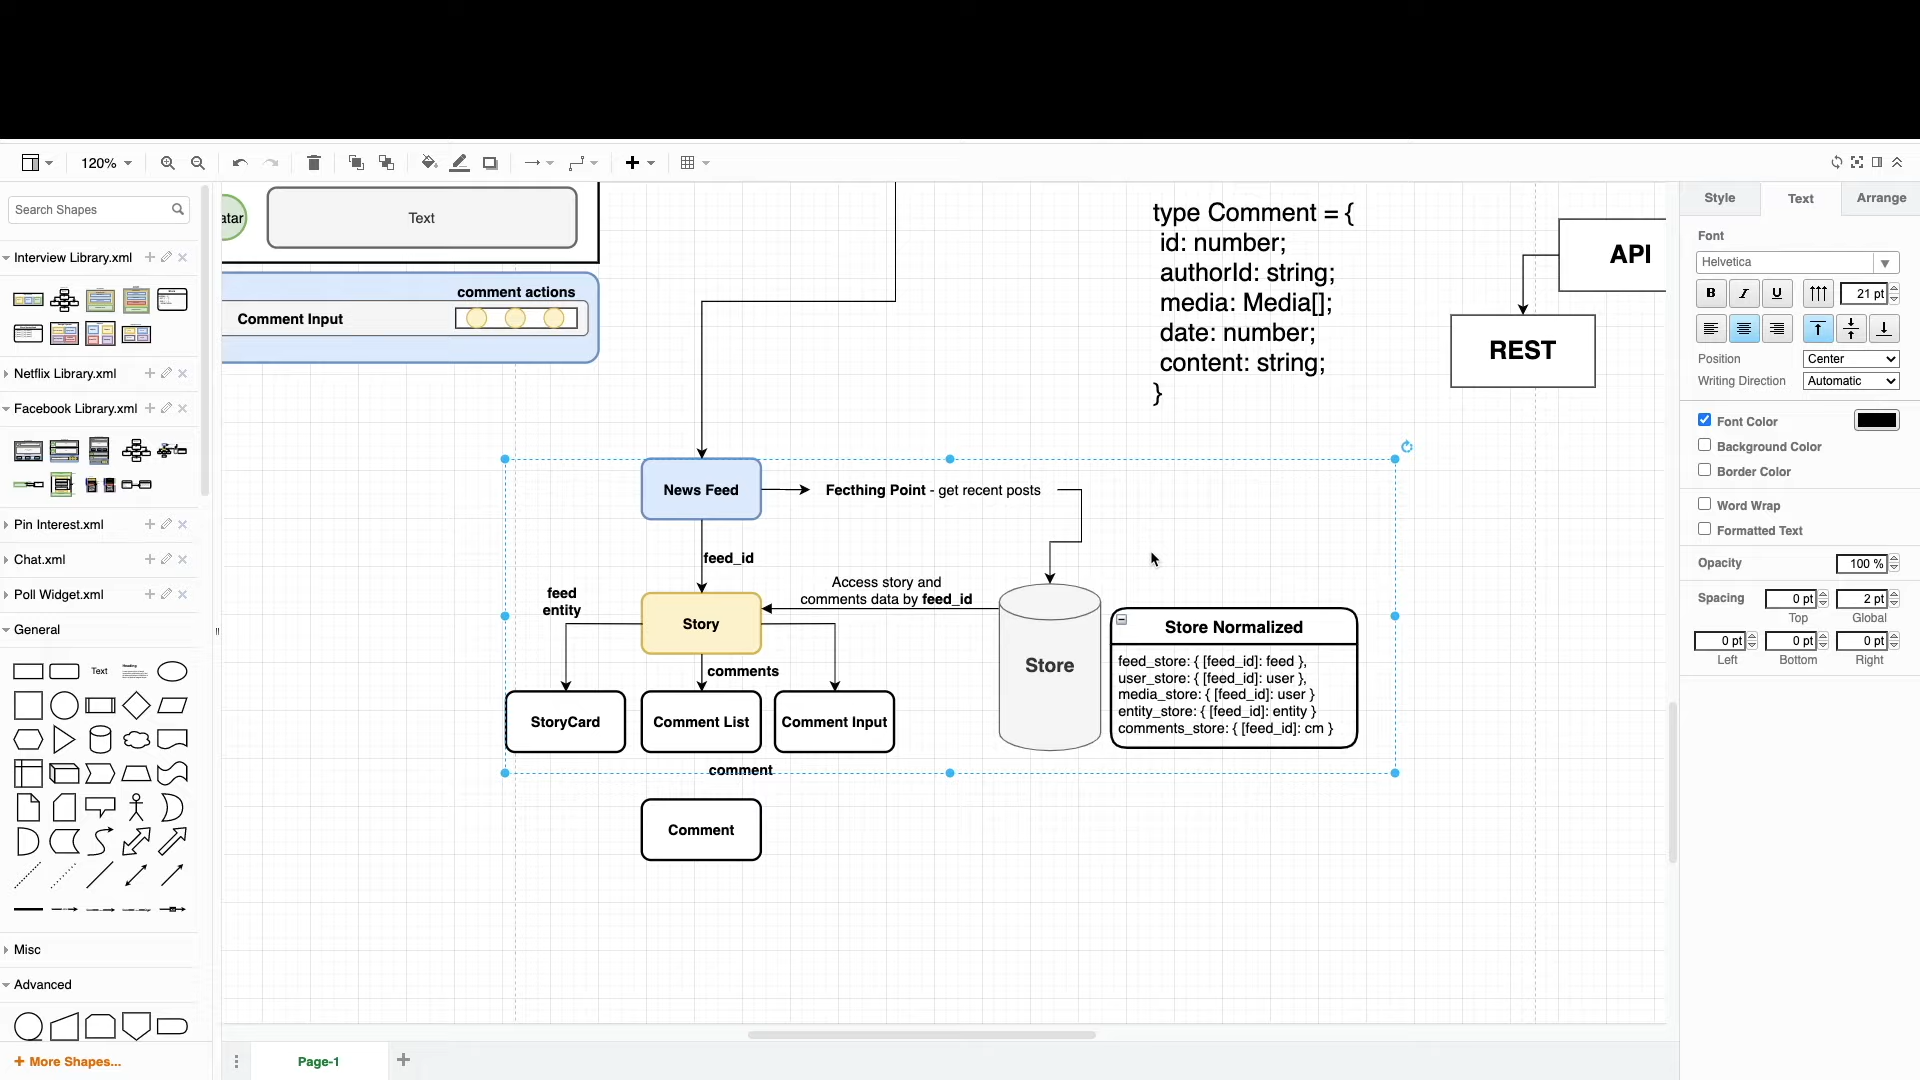 120%
Search Shapes
Interview Library.xml
Netflix Library.xml
Facebook Library.xml
Pin Interest.xml
Chat.xml
Poll Widget.xml
General
Text
Heading
Misc
Advanced
+ More Shapes...
atar
Text
comment actions
Comment Input
type Comment = {
id: number;
authorId: string;
media: Media[];
date: number;
content: string;
}
API
REST
News Feed
Fecthing Point - get recent posts
feed_id
feed
entity
Story
Access story and
comments data by feed_id
comments
StoryCard
Comment List
Comment Input
comment
Comment
Store
Store Normalized
feed_store: { [feed_id]: feed },
user_store: { [feed_id]: user },
media_store: { [feed_id]: user }
entity_store: { [feed_id]: entity }
comments_store: { [feed_id]: cm }
Page-1
Style
Text
Arrange
Font
Helvetica
B I U
21 pt
Position
Center
Writing Direction
Automatic
Font Color
Background Color
Border Color
Word Wrap
Formatted Text
Opacity
100 %
Spacing
0 pt
2 pt
Top
Global
0 pt
0 pt
0 pt
Left
Bottom
Right